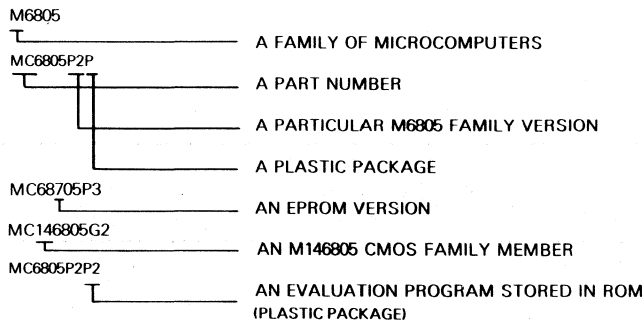 M6805
A FAMILY OF MICROCOMPUTERS
MC6805P2P
A PART NUMBER
A PARTICULAR M6805 FAMILY VERSION
A PLASTIC PACKAGE
MC68705P3
AN EPROM VERSION
MC146805G2
AN M146805 CMOS FAMILY MEMBER
MC6805P2P2
AN EVALUATION PROGRAM STORED IN ROM
(PLASTIC PACKAGE)